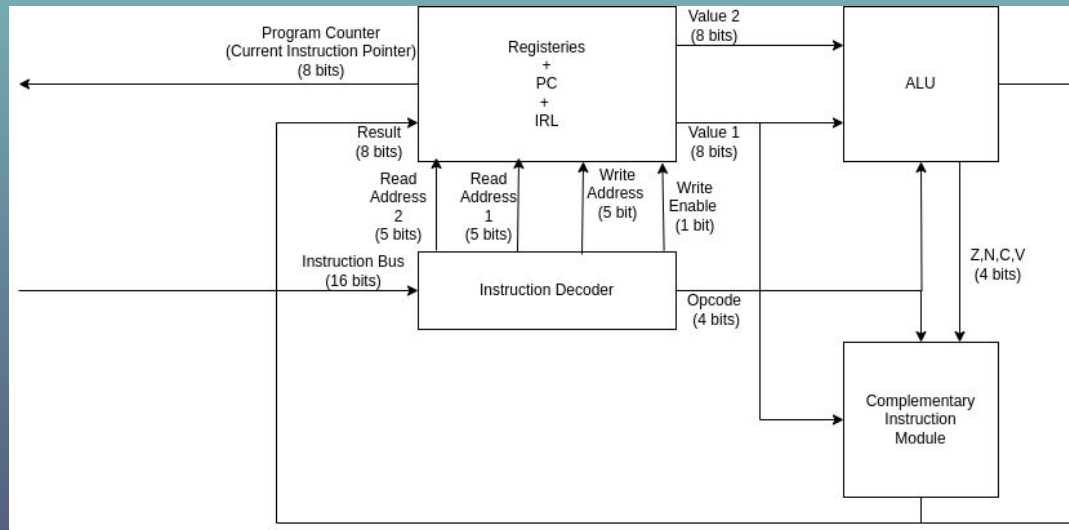 Program Counter
(Current Instruction Pointer)
(8 bits)
Registeries
+
PC
+
IRL
Value 2
(8 bits)
ALU
Result
(8 bits)
Value 1
(8 bits)
Read
Address
2
(5 bits)
Read
Address
1
(5 bits)
Write
Address
(5 bit)
Write
Enable
(1 bit)
Instruction Bus
(16 bits)
Instruction Decoder
Opcode
(4 bits)
Z,N,C,V
(4 bits)
Complementary
Instruction
Module